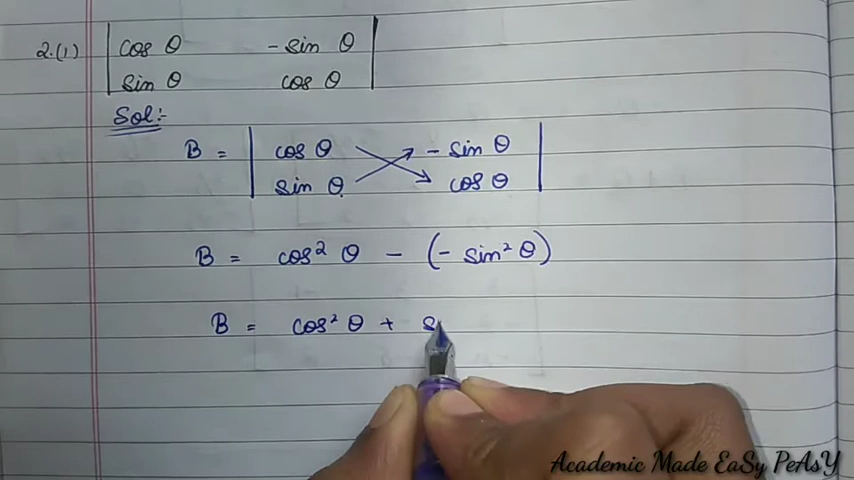 2.(1) | cos θ - sin θ |
| sin θ cos θ |
Sol:-
B = | cos θ - sin θ |
| sin θ cos θ |
B = cos² θ - (- sin² θ)
B = cos² θ + s
Academic Made EaSy PeAsY